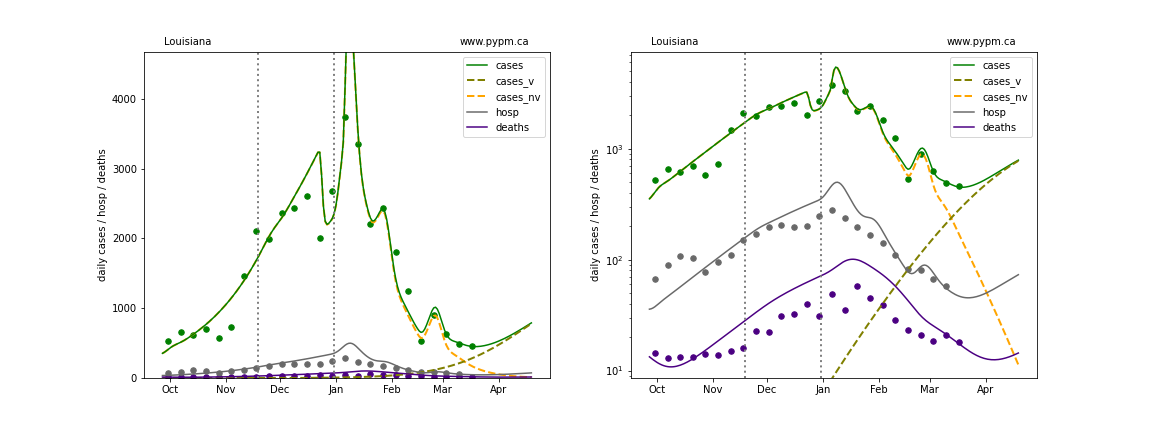 Louisiana www.pypm.ca
cases
cases_v
cases_nv
hosp
deaths
daily cases / hosp / deaths
4000
3000
2000
1000
0
Oct Nov Dec Jan Feb Mar Apr
Louisiana www.pypm.ca
cases
cases_v
cases_nv
hosp
deaths
daily cases / hosp / deaths
10³
10²
10¹
Oct Nov Dec Jan Feb Mar Apr